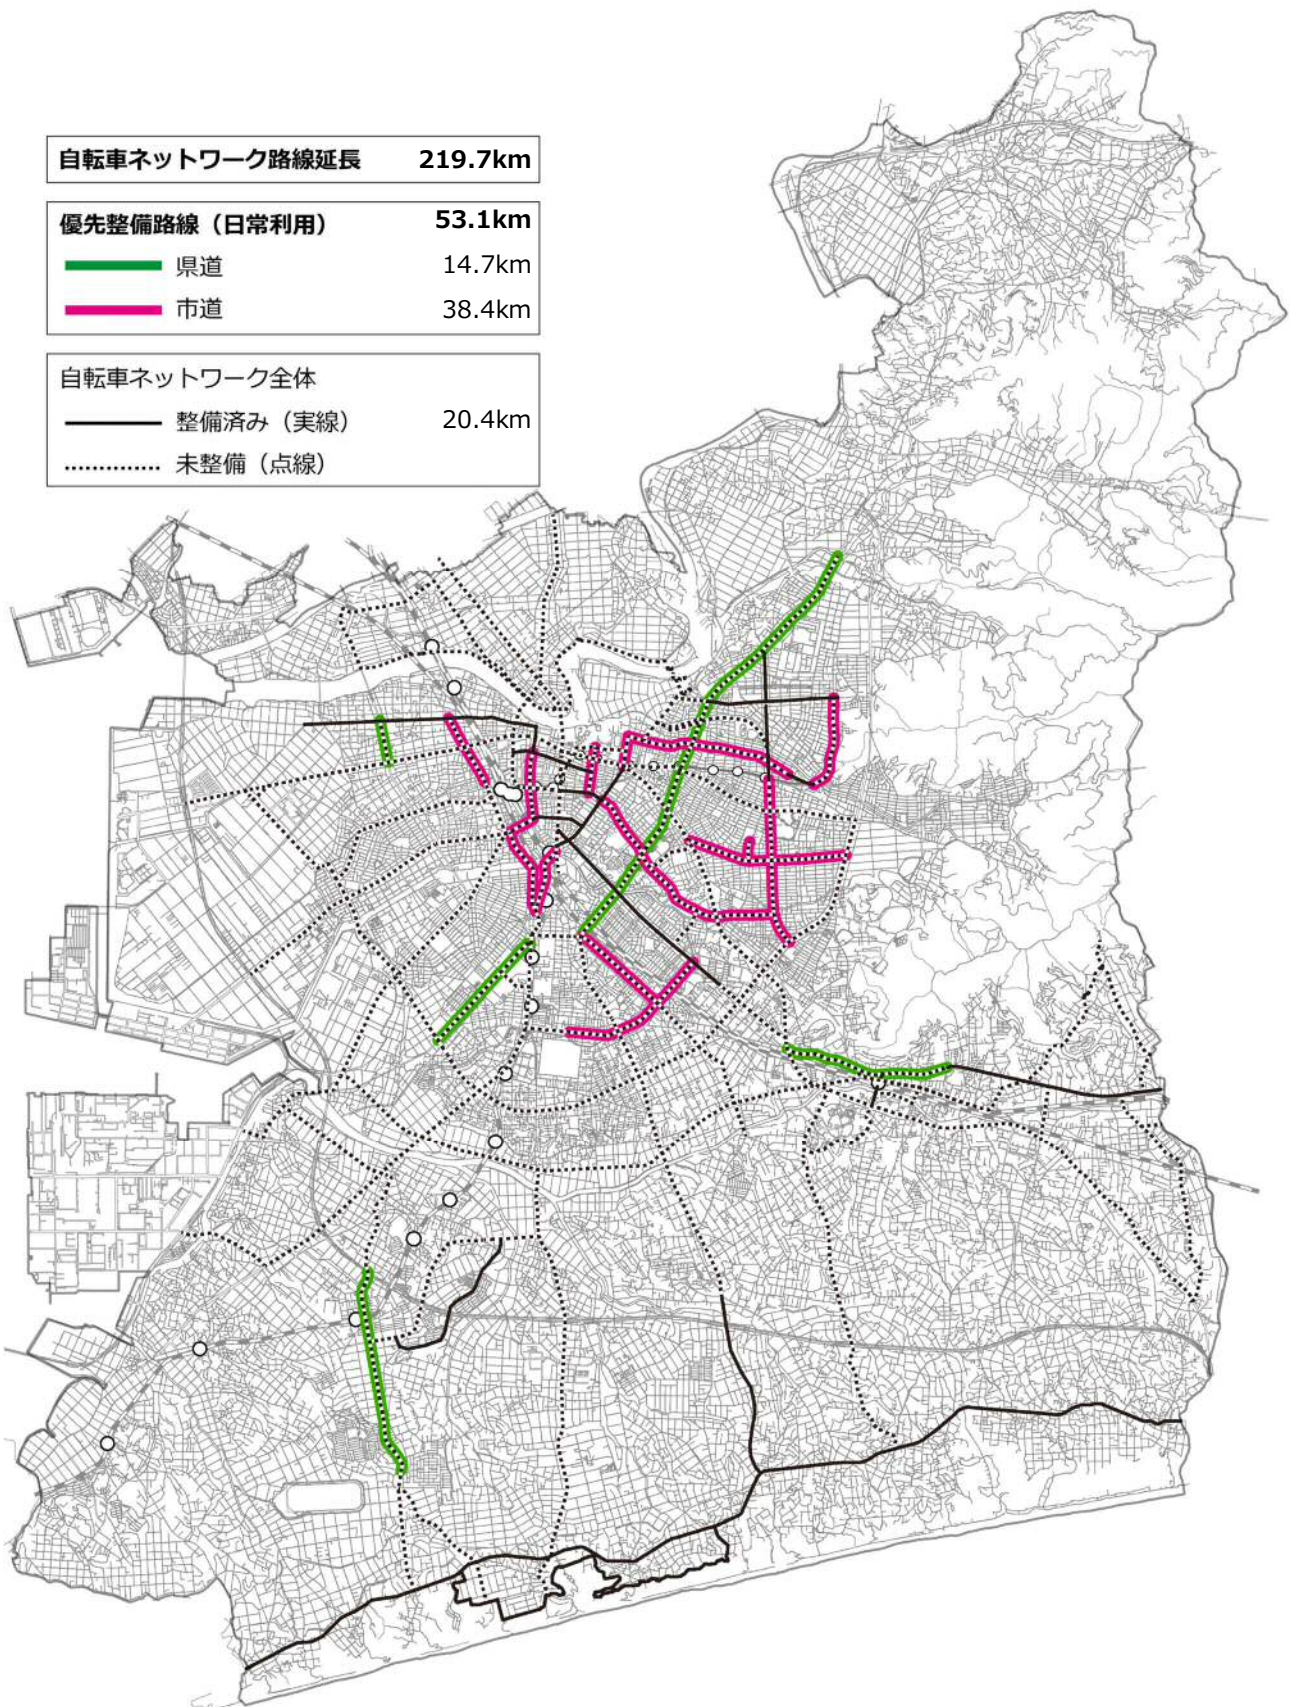 自転車ネットワーク路線延長 219.7km
優先整備路線（日常利用） 53.1km
県道 14.7km
市道 38.4km
自転車ネットワーク全体
整備済み（実線） 20.4km
未整備（点線）